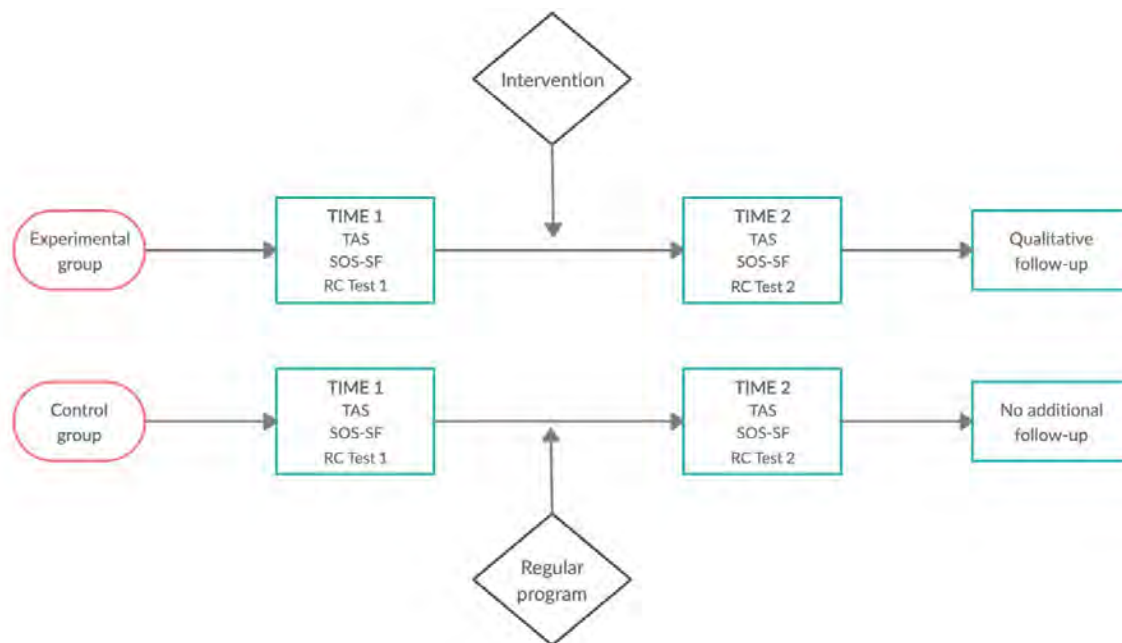 Intervention
Experimental
group
TIME 1
TAS
SOS-SF
RC Test 1
TIME 2
TAS
SOS-SF
RC Test 2
Qualitative
follow-up
Control
group
TIME 1
TAS
SOS-SF
RC Test 1
TIME 2
TAS
SOS-SF
RC Test 2
No additional
follow-up
Regular
program